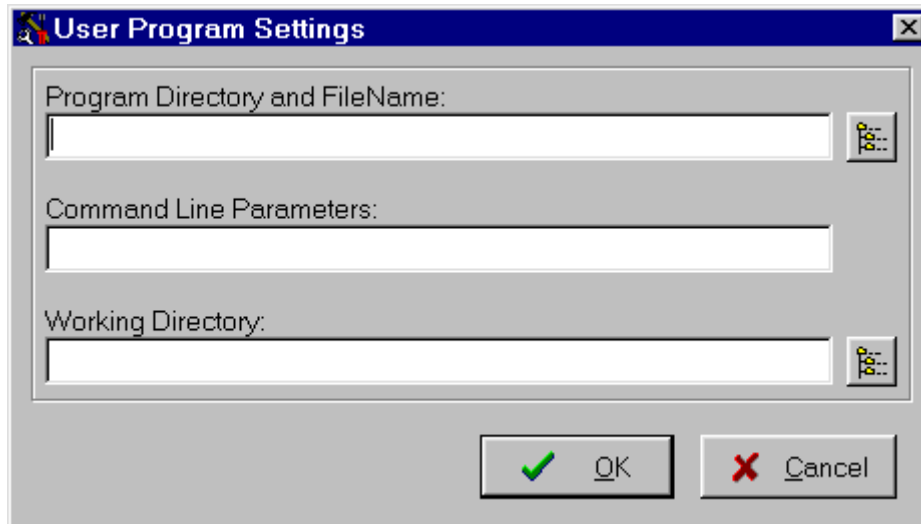 User Program Settings
Program Directory and FileName:
Command Line Parameters:
Working Directory:
OK
Cancel